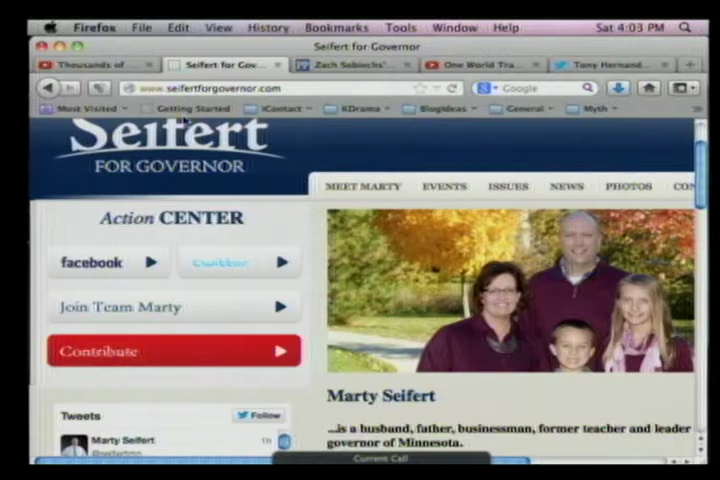 Firefox File Edit View History Bookmarks Tools Window Help Sat 4:03 PM
Seifert for Governor
Thousands of Seifert for Gov... Zach Sobiechs'... One World Tra... Tony Hernand...
www.seifertforgovernor.com Google
Most Visited Getting Started iContact KDrama BlogIdeas General Myth
Seifert
FOR GOVERNOR
MEET MARTY EVENTS ISSUES NEWS PHOTOS CON
Action CENTER
facebook twitter
Join Team Marty
Contribute
Marty Seifert
Tweets Follow
...is a husband, father, businessman, former teacher and leader
Marty Seifert 1h
governor of Minnesota.
Current Call